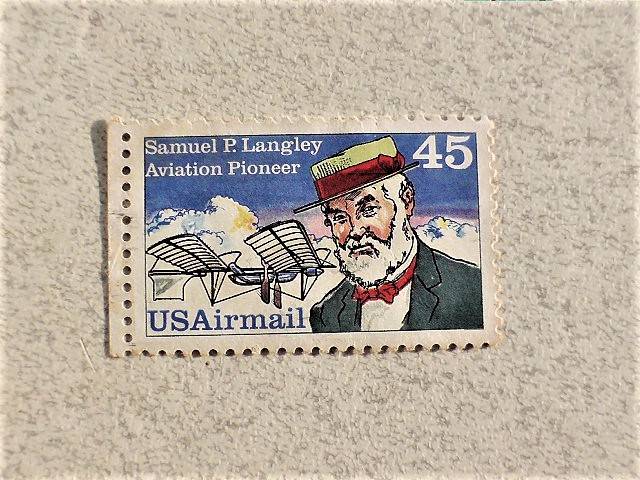 Samuel P. Langley
Aviation Pioneer
45
USAirmail